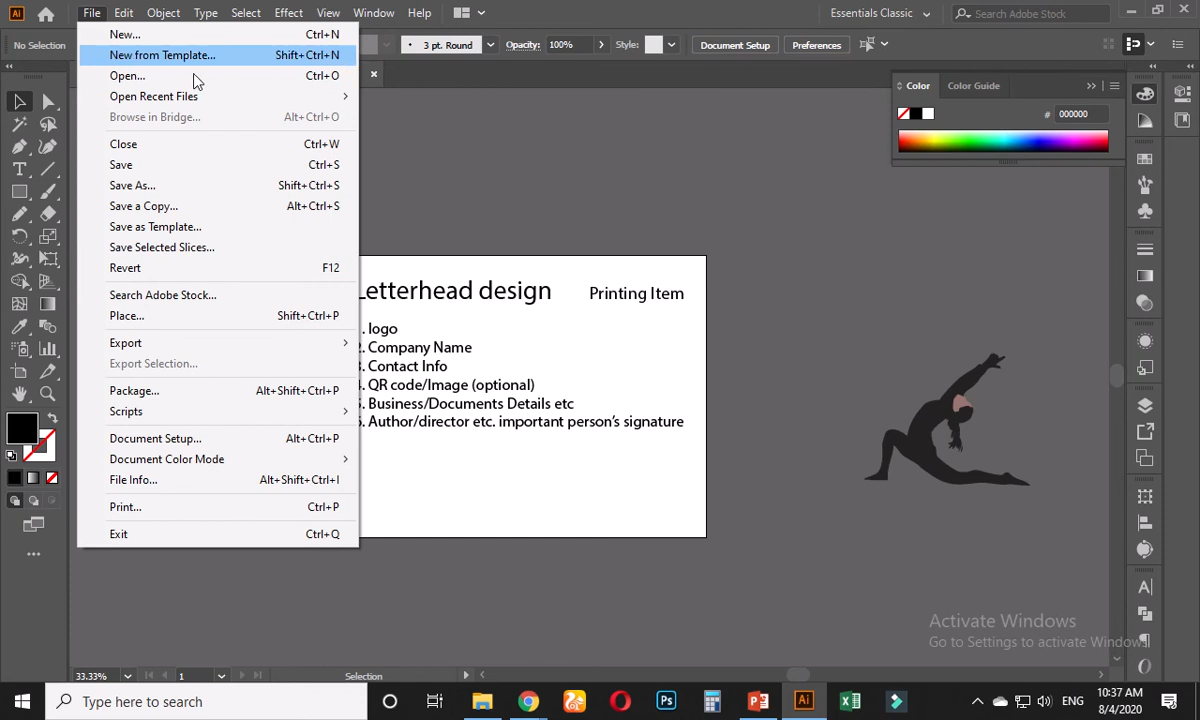 File Edit Object Type Select Effect View Window Help Essentials Classic Search Adobe Stock
No Selection 3 pt. Round Opacity: 100% Style: Document Setup Preferences
New... Ctrl+N
New from Template... Shift+Ctrl+N
Open... Ctrl+O
Open Recent Files
Browse in Bridge... Alt+Ctrl+O
Close Ctrl+W
Save Ctrl+S
Save As... Shift+Ctrl+S
Save a Copy... Alt+Ctrl+S
Save as Template...
Save Selected Slices...
Revert F12
Search Adobe Stock...
Place... Shift+Ctrl+P
Export
Export Selection...
Package... Alt+Shift+Ctrl+P
Scripts
Document Setup... Alt+Ctrl+P
Document Color Mode
File Info... Alt+Shift+Ctrl+I
Print... Ctrl+P
Exit Ctrl+Q
Color Color Guide
# 000000
Letterhead design Printing Item
. logo
. Company Name
. Contact Info
. QR code/Image (optional)
. Business/Documents Details etc
. Author/director etc. important person's signature
Activate Windows
Go to Settings to activate Windows.
33.33% 1 Selection
Type here to search
ENG 10:37 AM
8/4/2020